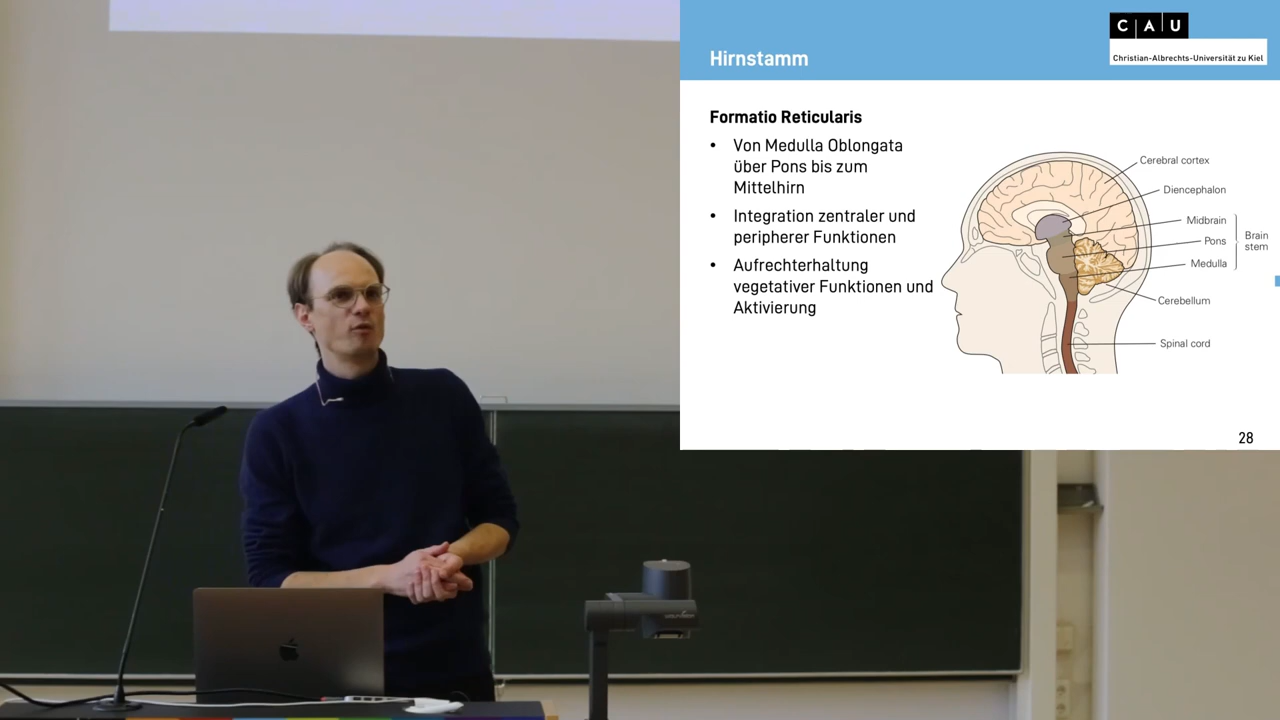 Hirnstamm
C A U
Christian-Albrechts-Universität zu Kiel
Formatio Reticularis
• Von Medulla Oblongata
über Pons bis zum
Mittelhirn
• Integration zentraler und
peripherer Funktionen
• Aufrechterhaltung
vegetativer Funktionen und
Aktivierung
Cerebral cortex
Diencephalon
Midbrain
Pons
Medulla
Brain
stem
Cerebellum
Spinal cord
28